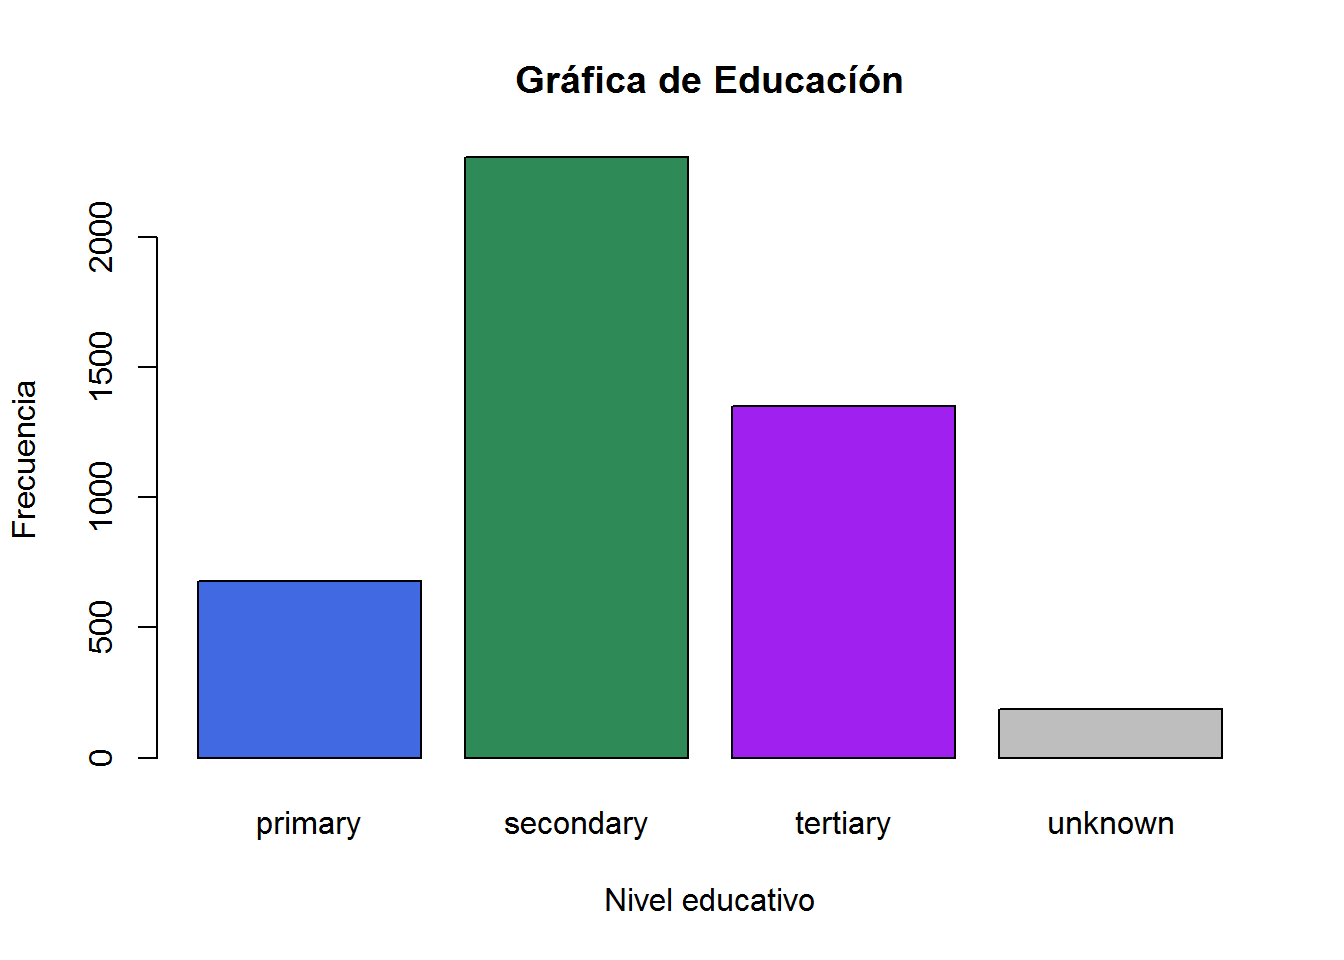 Gráfica de Educacíón
Frecuencia
2000
1500
1000
500
0
primary secondary tertiary unknown
Nivel educativo